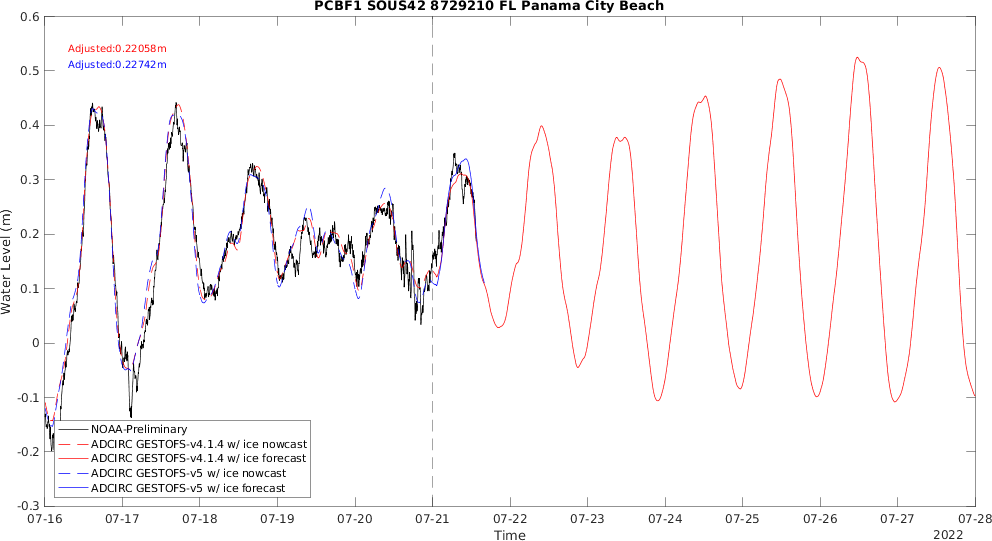 PCBF1 SOUS42 8729210 FL Panama City Beach
0.6
Adjusted:0.22058m
Adjusted:0.22742m
0.5
0.4
0.3
0.2
0.1
0
-0.1
-0.2
-0.3
Water Level (m)
NOAA-Preliminary
ADCIRC GESTOFS-v4.1.4 w/ ice nowcast
ADCIRC GESTOFS-v4.1.4 w/ ice forecast
ADCIRC GESTOFS-v5 w/ ice nowcast
ADCIRC GESTOFS-v5 w/ ice forecast
07-16 07-17 07-18 07-19 07-20 07-21 07-22 07-23 07-24 07-25 07-26 07-27 07-28
Time
2022